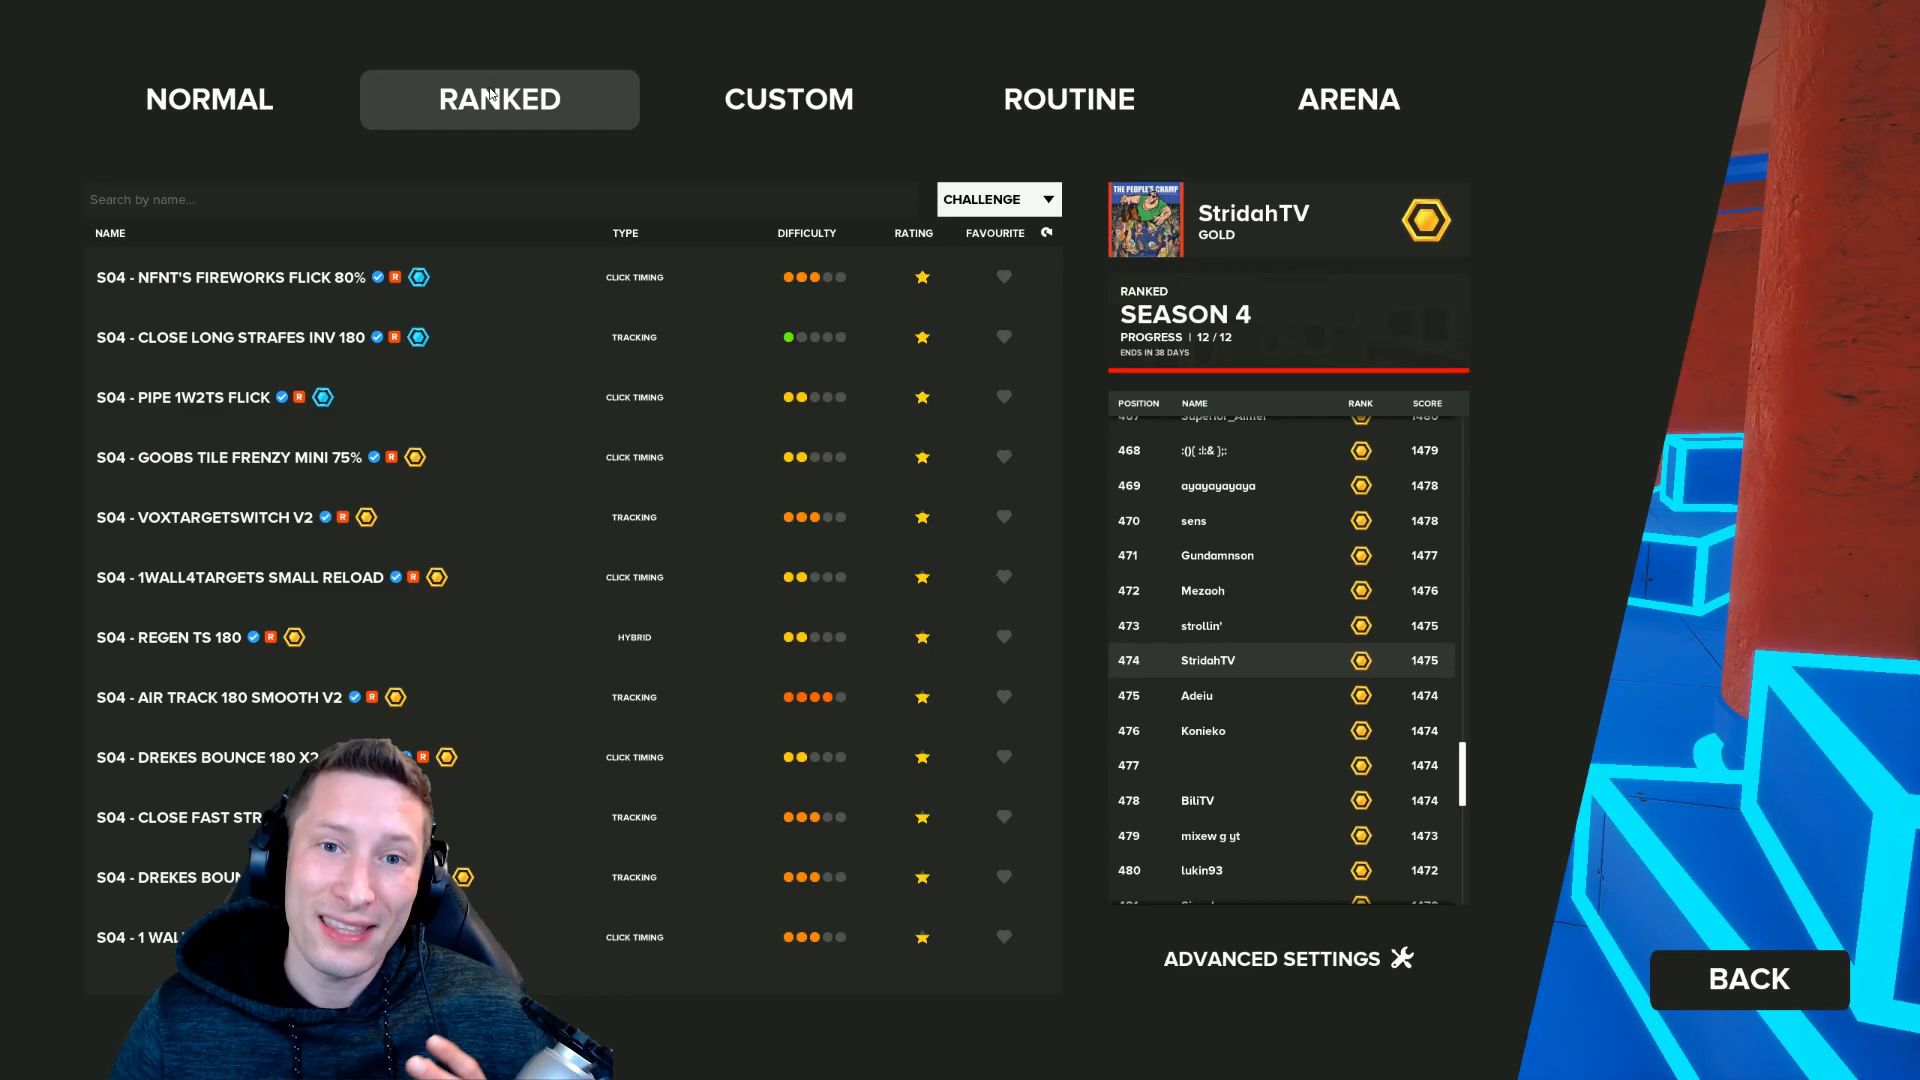 NORMAL
RANKED
CUSTOM
ROUTINE
ARENA
Search by name...
CHALLENGE
NAME TYPE DIFFICULTY RATING FAVOURITE
S04 - NFNT'S FIREWORKS FLICK 80% R CLICK TIMING
S04 - CLOSE LONG STRAFES INV 180 R TRACKING
S04 - PIPE 1W2TS FLICK R CLICK TIMING
S04 - GOOBS TILE FRENZY MINI 75% R CLICK TIMING
S04 - VOXTARGETSWITCH V2 R TRACKING
S04 - 1WALL4TARGETS SMALL RELOAD R CLICK TIMING
S04 - REGEN TS 180 R HYBRID
S04 - AIR TRACK 180 SMOOTH V2 R TRACKING
S04 - DREKES BOUNCE 180 X2 R CLICK TIMING
S04 - CLOSE FAST STR TRACKING
S04 - DREKES BOUN TRACKING
S04 - 1 WAL CLICK TIMING
THE PEOPLE'S CHAMP
StridahTV
GOLD
RANKED
SEASON 4
PROGRESS | 12 / 12
ENDS IN 38 DAYS
POSITION NAME RANK SCORE
468 :(){ :|:& };: 1479
469 ayayayayaya 1478
470 sens 1478
471 Gundamnson 1477
472 Mezaoh 1476
473 strollin' 1475
474 StridahTV 1475
475 Adeiu 1474
476 Konieko 1474
477 1474
478 BiliTV 1474
479 mixew g yt 1473
480 lukin93 1472
ADVANCED SETTINGS
BACK